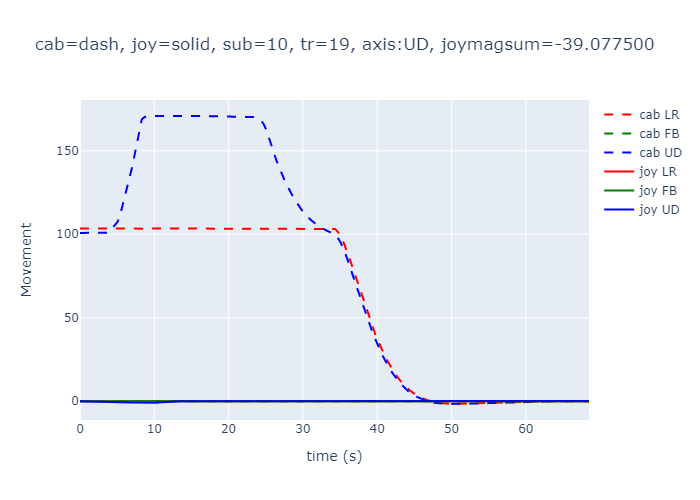 cab=dash, joy=solid, sub=10, tr=19, axis:UD, joymagsum=-39.077500
cab LR
cab FB
cab UD
joy LR
joy FB
joy UD
Movement
150
100
50
0
0 10 20 30 40 50 60
time (s)